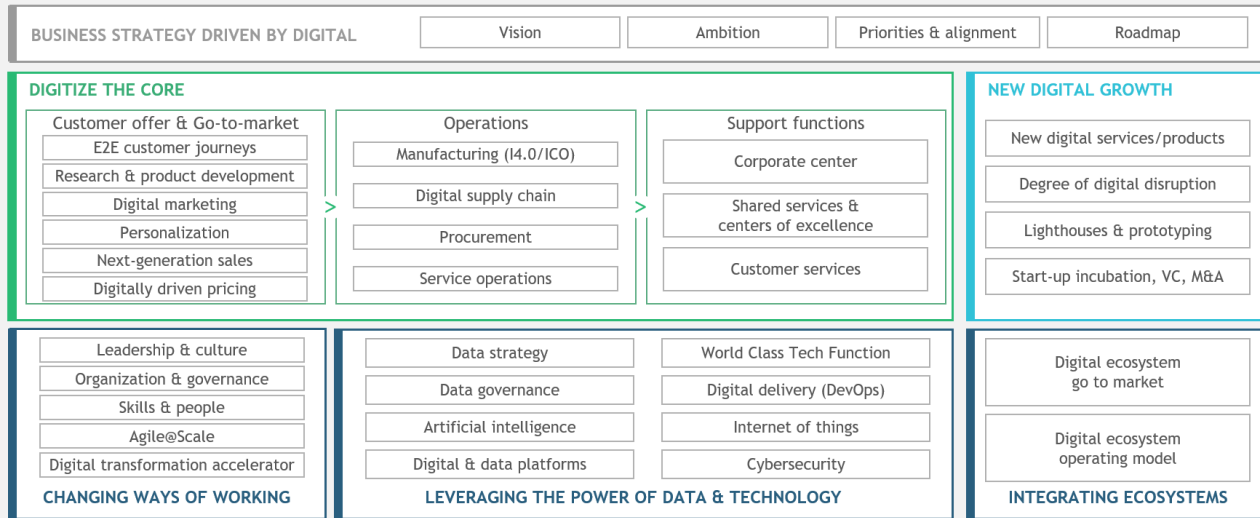 BUSINESS STRATEGY DRIVEN BY DIGITAL
Vision
Ambition
Priorities & alignment
Roadmap
DIGITIZE THE CORE
Customer offer & Go-to-market
E2E customer journeys
Research & product development
Digital marketing
Personalization
Next-generation sales
Digitally driven pricing
>
Operations
Manufacturing (I4.0/ICO)
Digital supply chain
Procurement
Service operations
>
Support functions
Corporate center
Shared services &
centers of excellence
Customer services
NEW DIGITAL GROWTH
New digital services/products
Degree of digital disruption
Lighthouses & prototyping
Start-up incubation, VC, M&A
Leadership & culture
Organization & governance
Skills & people
Agile@Scale
Digital transformation accelerator
CHANGING WAYS OF WORKING
Data strategy
Data governance
Artificial intelligence
Digital & data platforms
World Class Tech Function
Digital delivery (DevOps)
Internet of things
Cybersecurity
LEVERAGING THE POWER OF DATA & TECHNOLOGY
Digital ecosystem
go to market
Digital ecosystem
operating model
INTEGRATING ECOSYSTEMS